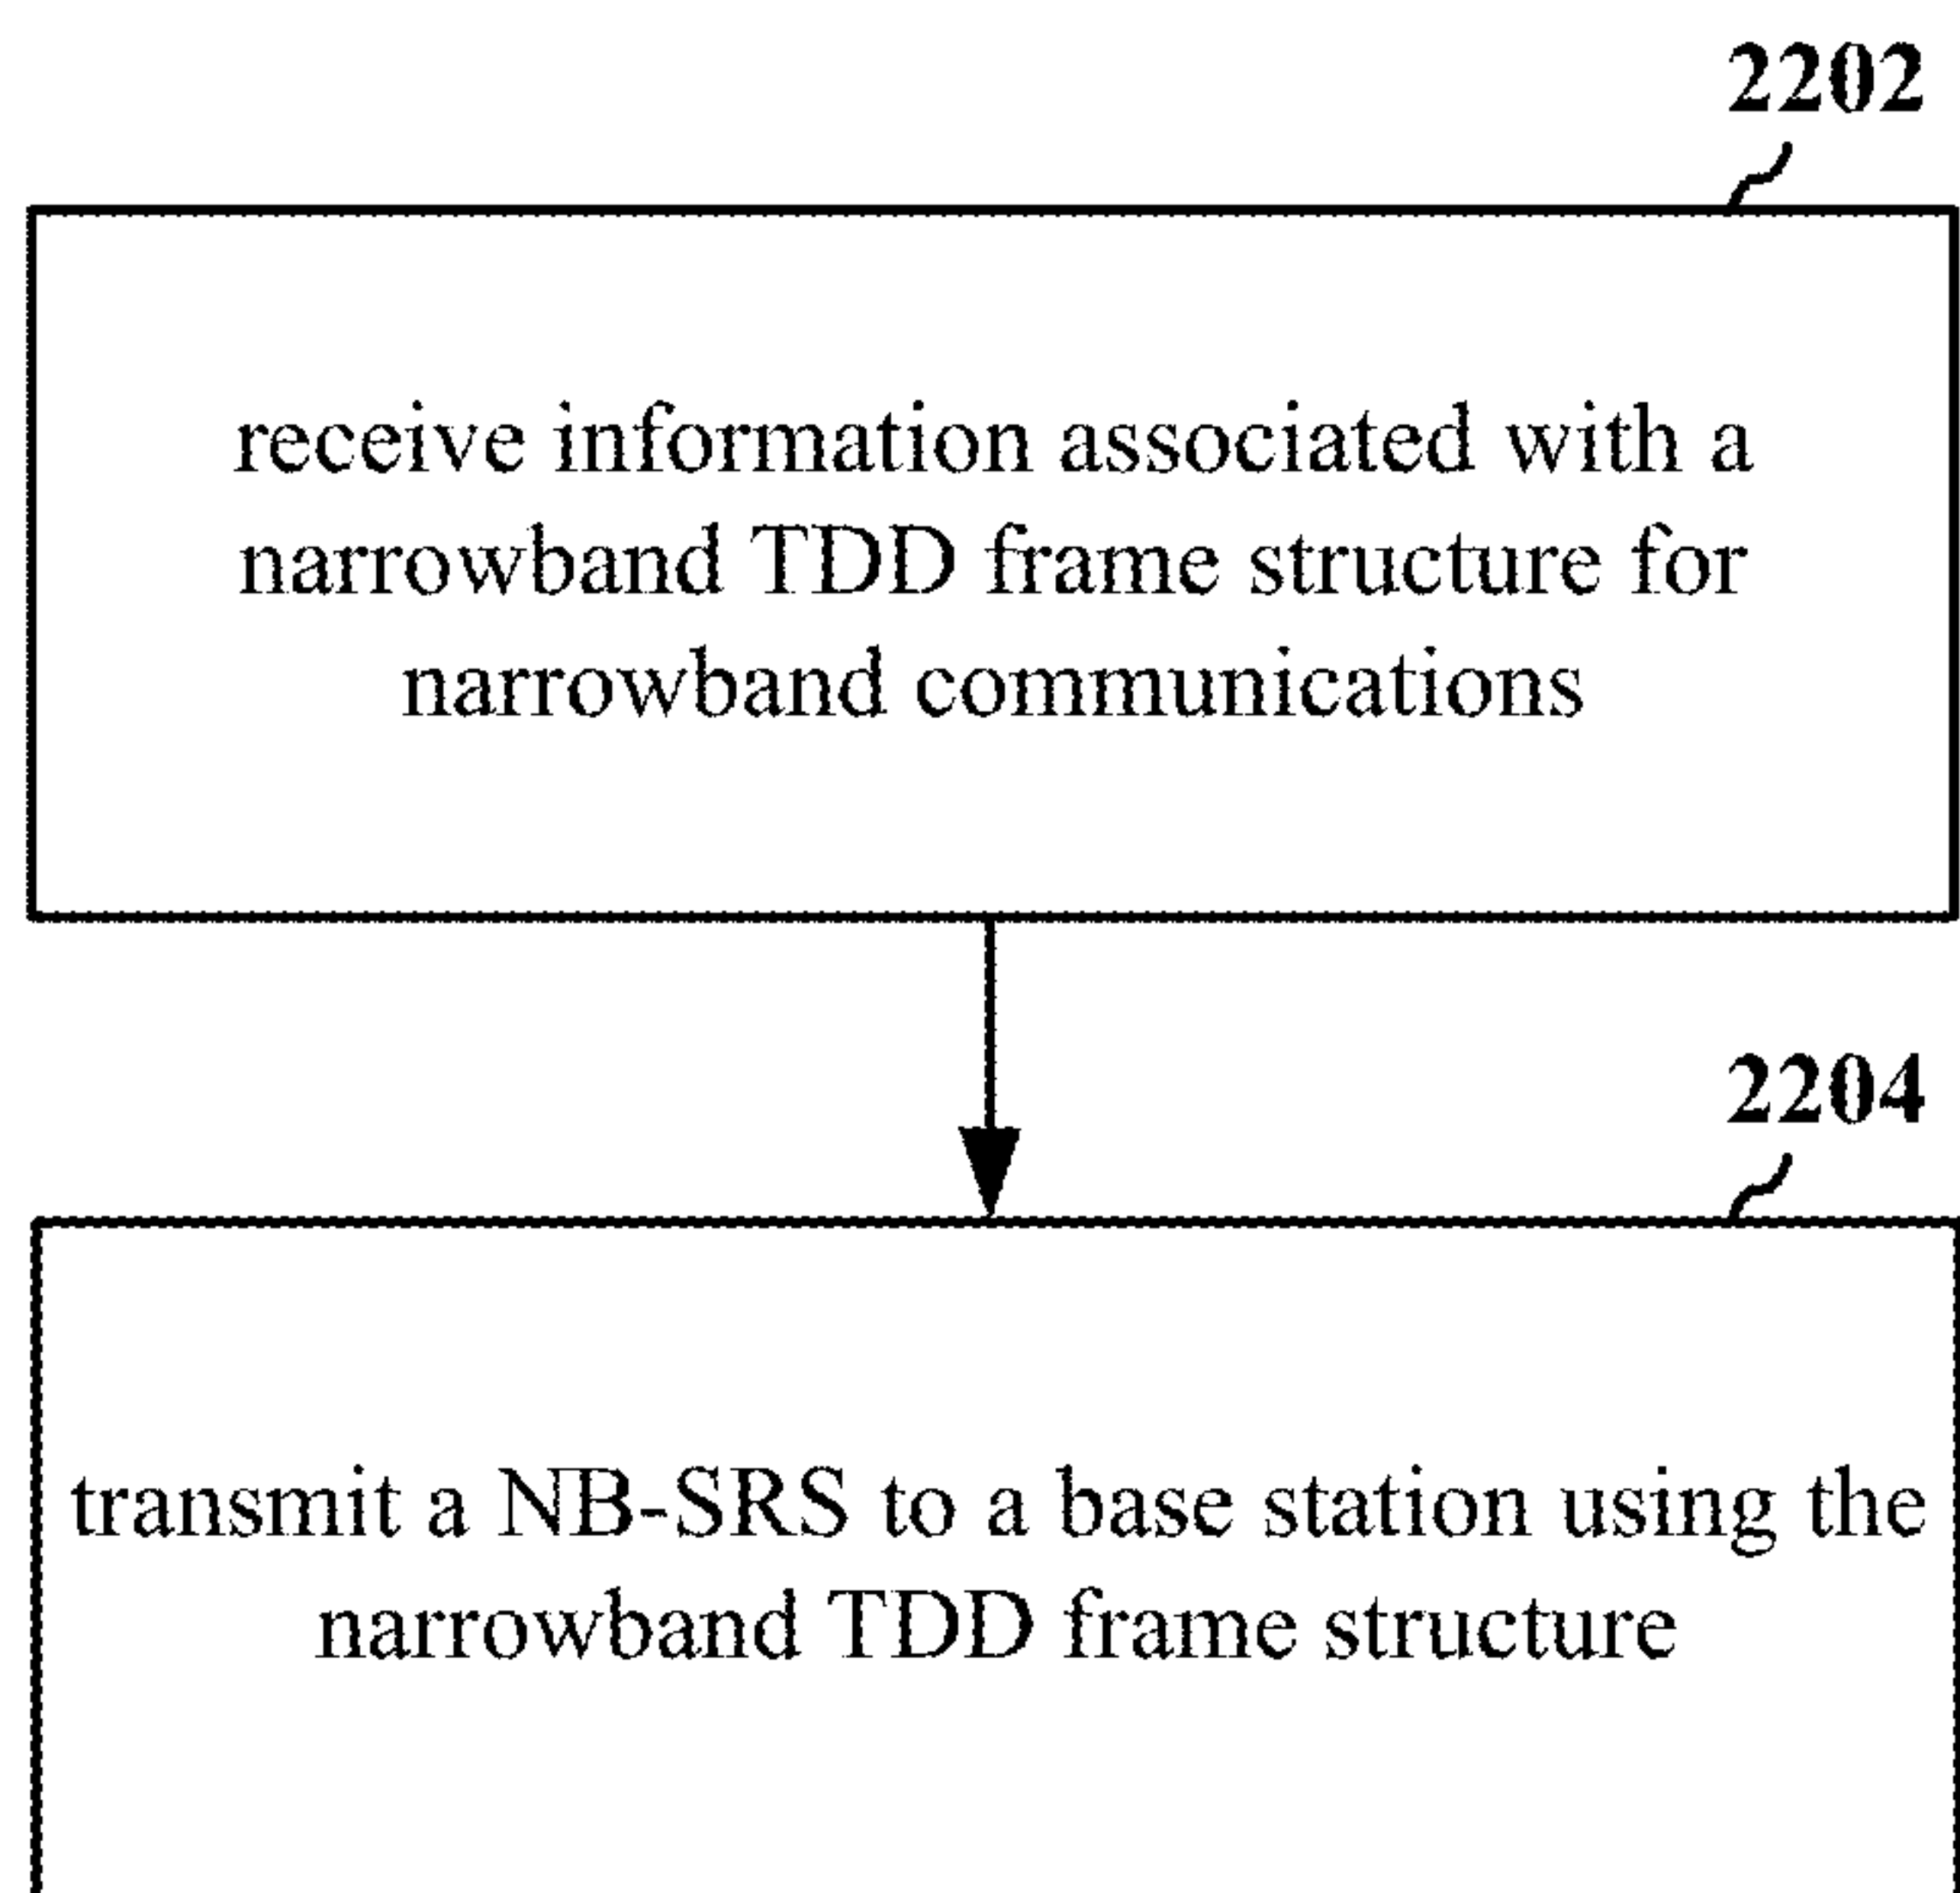 2202
receive information associated with a
narrowband TDD frame structure for
narrowband communications
2204
transmit a NB-SRS to a base station using the
narrowband TDD frame structure